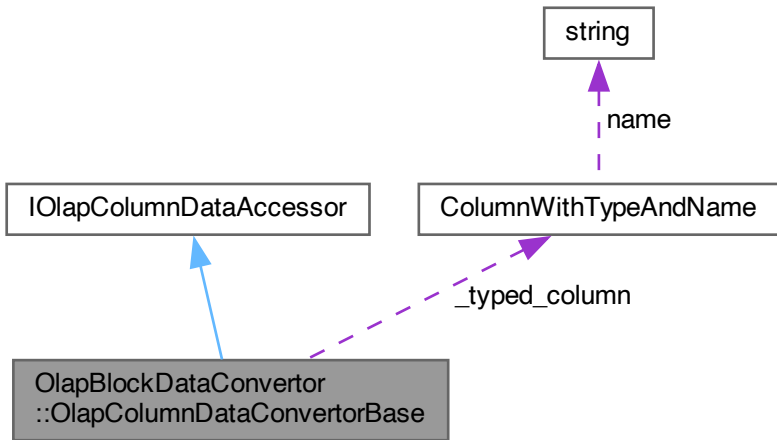 string
name
IOlapColumnDataAccessor
ColumnWithTypeAndName
_typed_column
OlapBlockDataConvertor
::OlapColumnDataConvertorBase